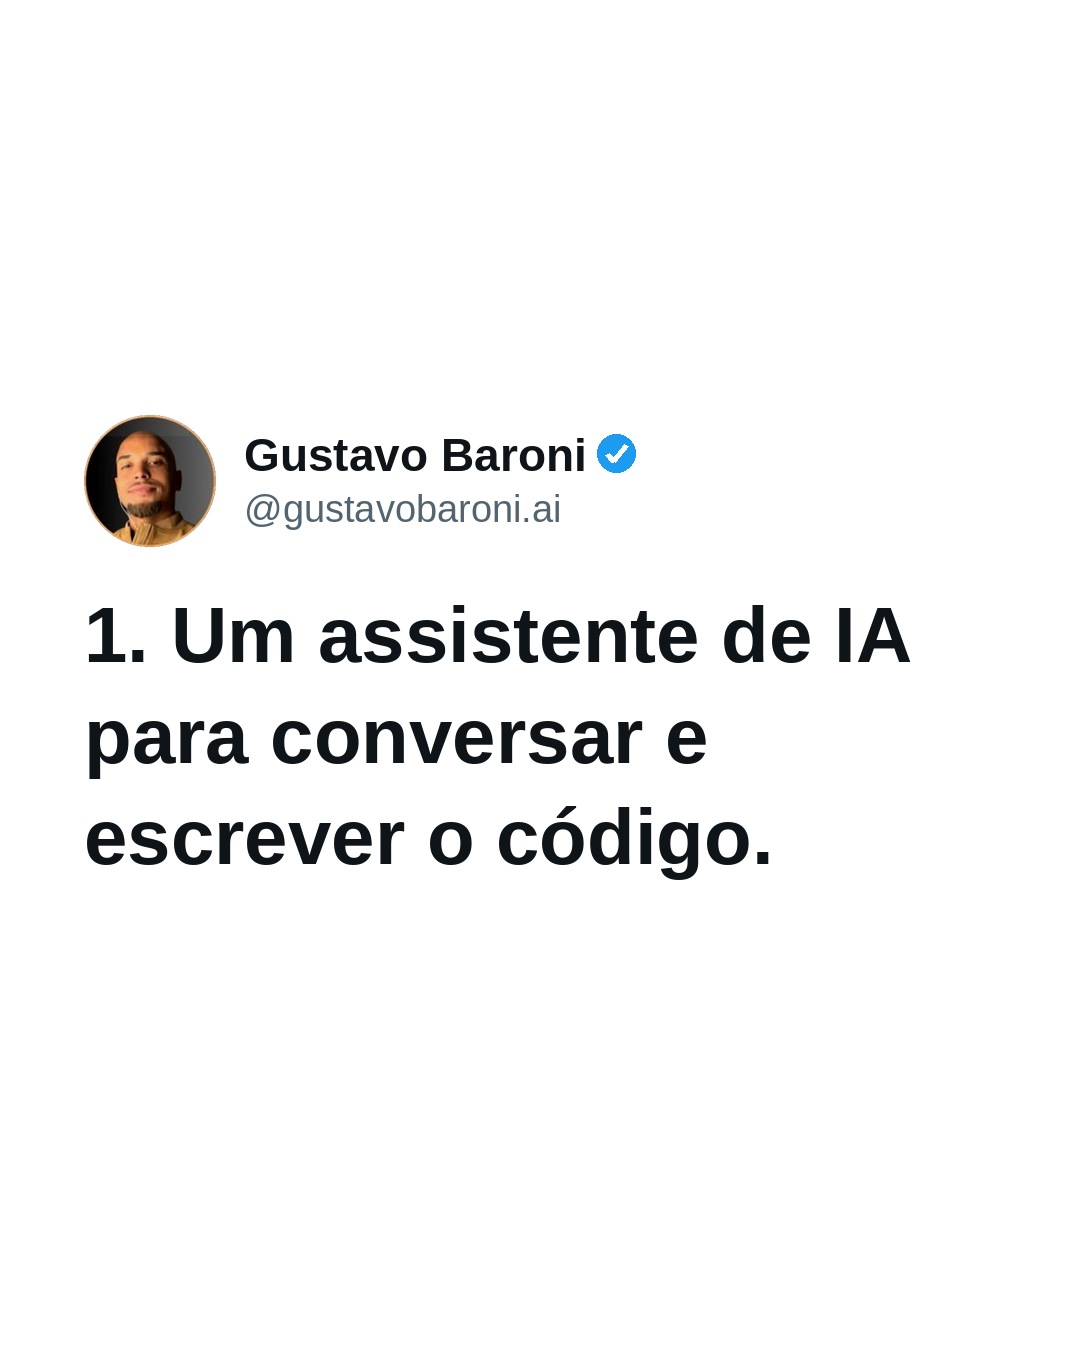 Gustavo Baroni
@gustavobaroni.ai
1. Um assistente de IA
para conversar e
escrever o código.